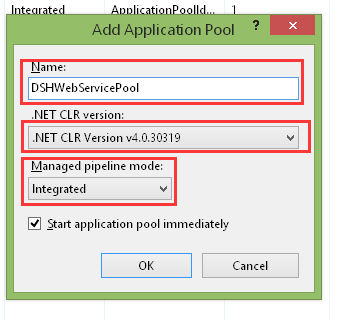 Integrated ApplicationPoolId... 1
Add Application Pool ? ×
Name:
DSHWebServicePool
.NET CLR version:
.NET CLR Version v4.0.30319
Managed pipeline mode:
Integrated
Start application pool immediately
OK Cancel